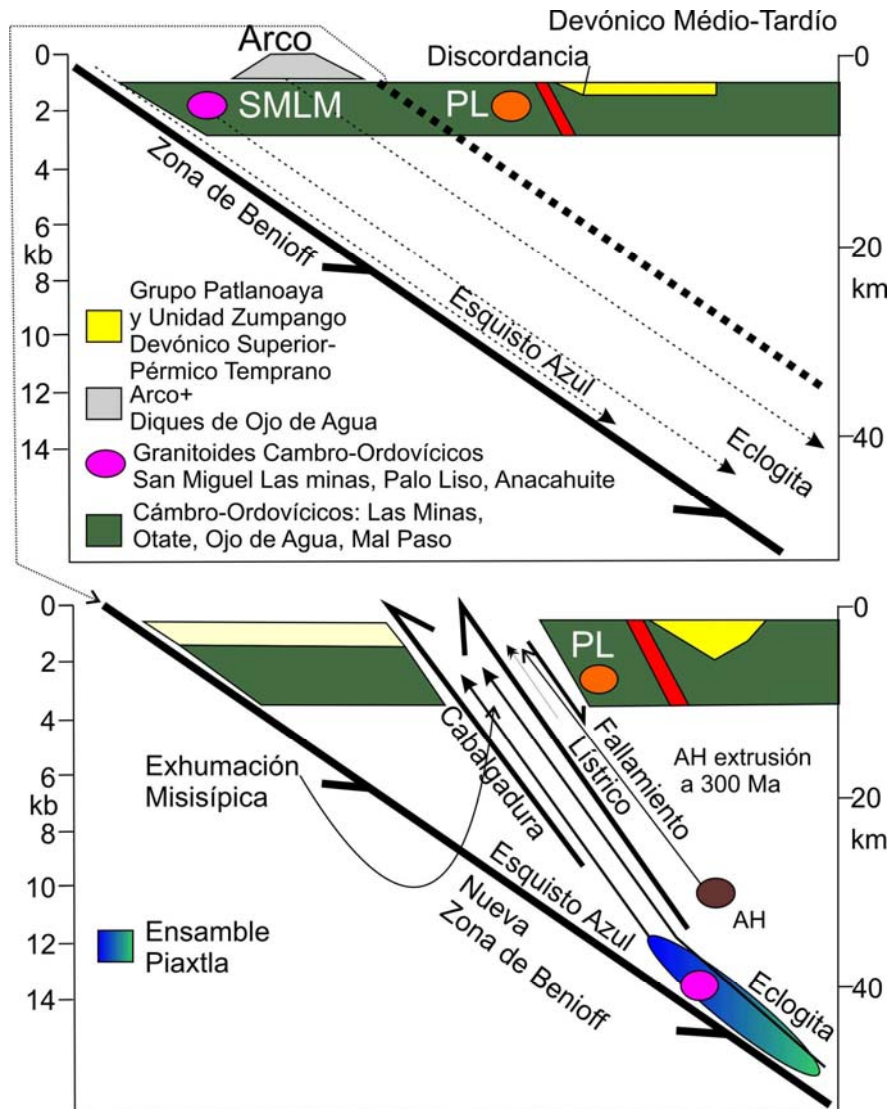 Devónico Médio-Tardío
Arco
Discordancia
0
2
4
6
kb
8
10
12
14
0
20
km
40
SMLM
PL
Zona de Benioff
Esquisto Azul
Eclogita
Grupo Patlanoaya
y Unidad Zumpango
Devónico Superior-
Pérmico Temprano
Arco+
Diques de Ojo de Agua
Granitoides Cambro-Ordovícicos
San Miguel Las minas, Palo Liso, Anacahuite
Cámbro-Ordovícicos: Las Minas,
Otate, Ojo de Agua, Mal Paso
0
2
4
6
kb
8
10
12
14
0
20
km
40
PL
Cabalgadura
Fallamiento
Lístrico
AH extrusión
a 300 Ma
Exhumación
Misisípica
Esquisto Azul
Nueva
Zona de Benioff
AH
Eclogita
Ensamble
Piaxtla